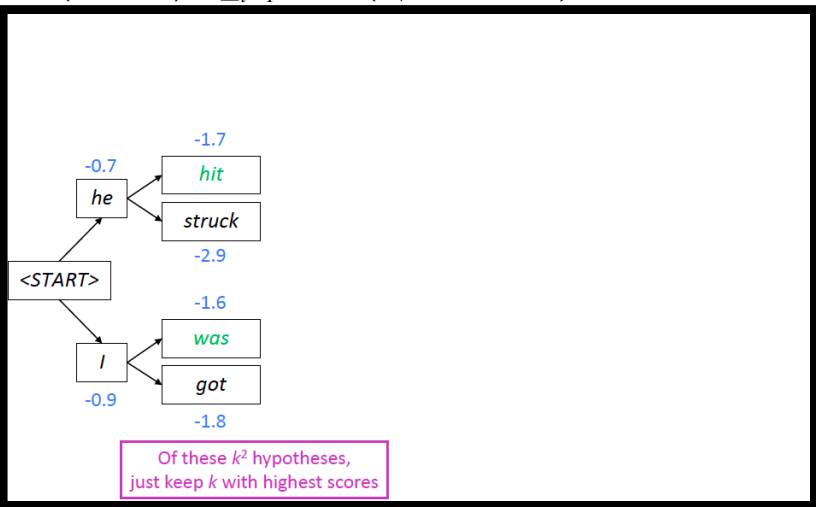 -1.7
-0.7
hit
he
struck
-2.9
<START>
-1.6
was
I
got
-0.9
-1.8
Of these k² hypotheses,
just keep k with highest scores